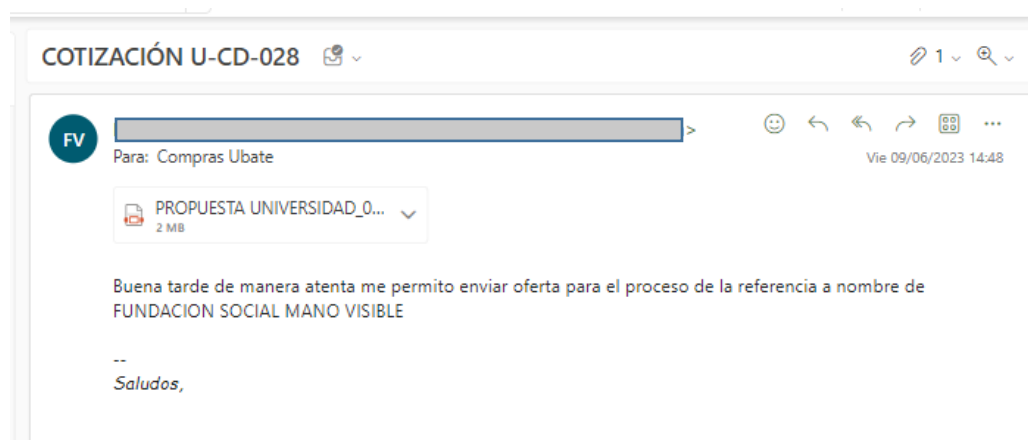 COTIZACIÓN U-CD-028
1
FV
>
Para: Compras Ubate
Vie 09/06/2023 14:48
PROPUESTA UNIVERSIDAD_0...
2 MB
Buena tarde de manera atenta me permito enviar oferta para el proceso de la referencia a nombre de
FUNDACION SOCIAL MANO VISIBLE
--
Saludos,